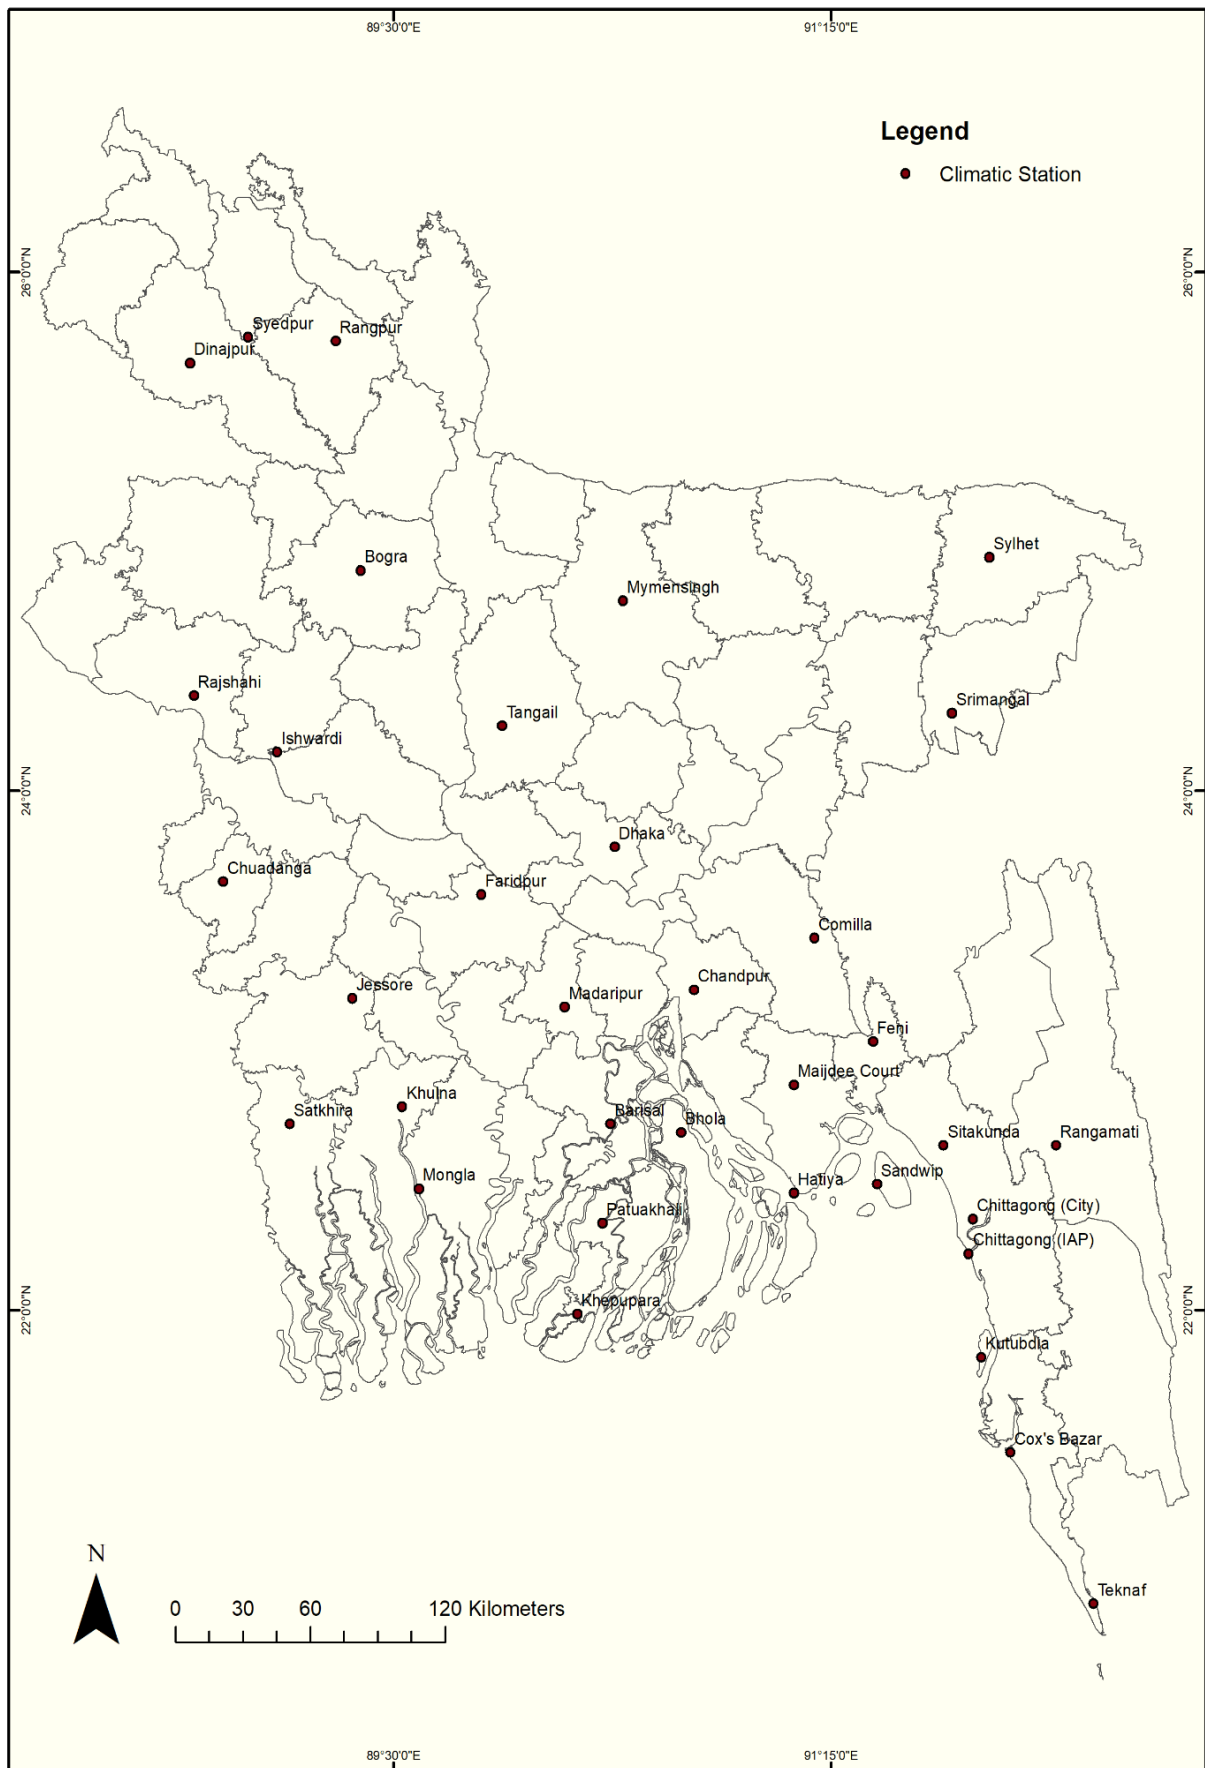 89°30'0"E
91°15'0"E
Legend
Climatic Station
26°0'0"N
26°0'0"N
Syedpur
Rangpur
Dinajpur
Sylhet
Bogra
Mymensingh
Rajshahi
Srimangal
Tangail
Ishwardi
24°0'0"N
24°0'0"N
Dhaka
Chuadanga
Faridpur
Comilla
Chandpur
Jessore
Madaripur
Feni
Maijdee Court
Khulna
Satkhira
Barisal
Bhola
Sitakunda
Rangamati
Mongla
Hatiya
Sandwip
Patuakhali
Chittagong (City)
Chittagong (IAP)
22°0'0"N
22°0'0"N
Khepupara
Kutubdia
Cox's Bazar
N
Teknaf
0 30 60 120 Kilometers
89°30'0"E
91°15'0"E